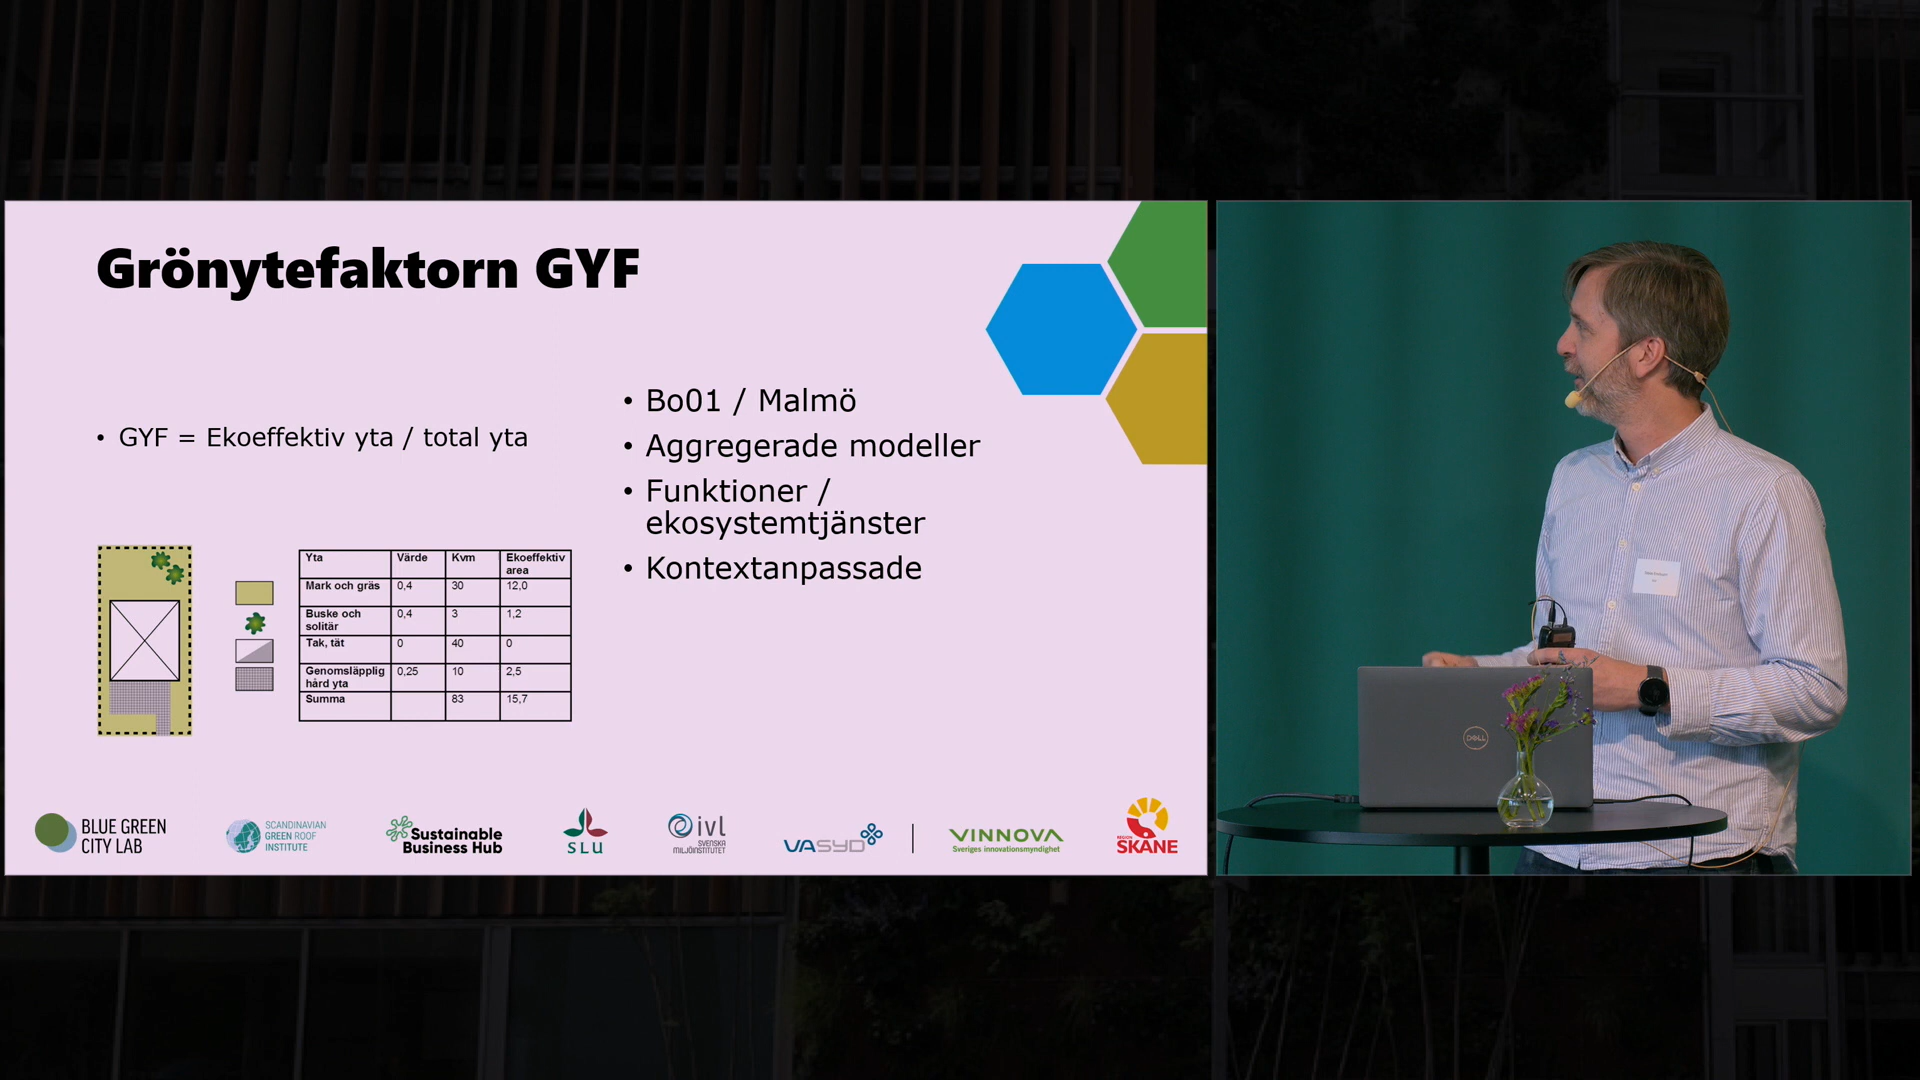 Grönytefaktorn GYF
• GYF = Ekoeffektiv yta / total yta
• Bo01 / Malmö
• Aggregerade modeller
• Funktioner /
ekosystemtjänster
• Kontextanpassade
Yta Värde Kvm Ekoeffektiv
area
Mark och gräs 0,4 30 12,0
Buske och
solitär 0,4 3 1,2
Tak, tät 0 40 0
Genomsläpplig
hård yta 0,25 10 2,5
Summa 83 15,7
BLUE GREEN
CITY LAB
SCANDINAVIAN
GREEN ROOF
INSTITUTE
Sustainable
Business Hub
SLU
ivl
SVENSKA
MILJÖINSTITUTET
VA SYD
VINNOVA
Sveriges innovationsmyndighet
REGION
SKÅNE
DELL